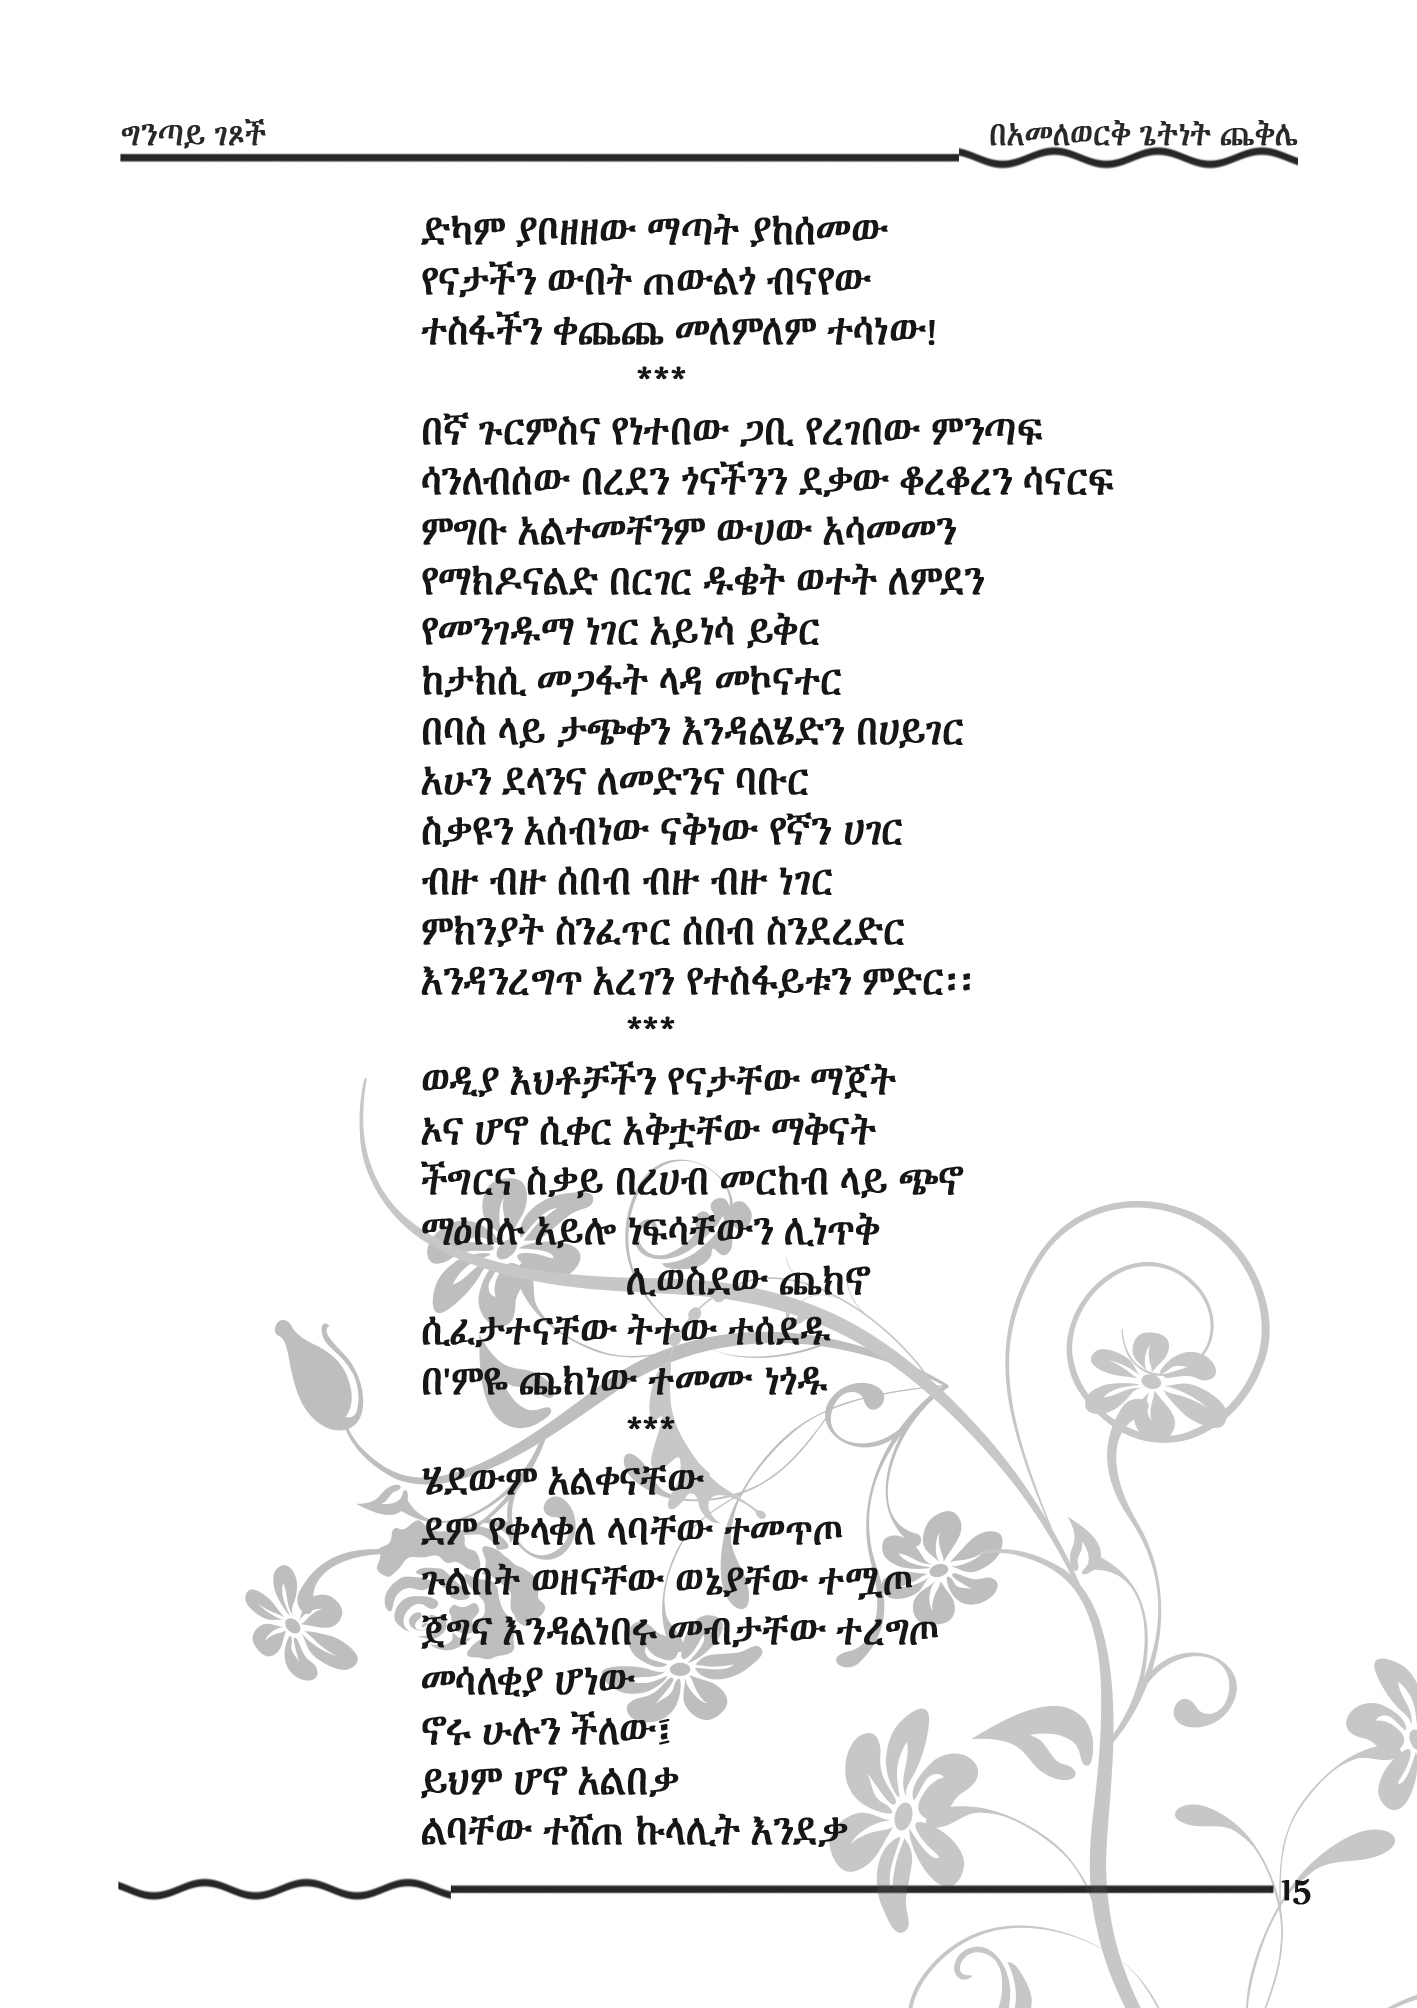 ግንጣይ ገጾች
በአመለወርቅ ጌትነት ጨቅሌ
ድካም ያቦዘዘው ማጣት ያከሰመው
የናታችን ውበት ጠውልጎ ብናየው
ተስፋችን ቀጨጨ መለምለም ተሳነው!
***
በኛ ጉርምስና የነተበው ጋቢ የረገበው ምንጣፍ
ሳንለብሰው በረደን ጎናችንን ደቃው ቆረቆረን ሳናርፍ
ምግቡ አልተመቸንም ውሀው አሳመመን
የማክዶናልድ በርገር ዱቄት ወተት ለምደን
የመንገዱማ ነገር አይነሳ ይቅር
ከታክሲ መጋፋት ላዳ መኮናተር
በባስ ላይ ታጭቀን እንዳልሄድን በሀይገር
አሁን ደላንና ለመድንና ባቡር
ስቃዩን አሰብነው ናቅነው የኛን ሀገር
ብዙ ብዙ ሰበብ ብዙ ብዙ ነገር
ምክንያት ስንፈጥር ሰበብ ስንደረድር
እንዳንረግጥ አረገን የተስፋይቱን ምድር፡፡
***
ወዲያ እህቶቻችን የናታቸው ማጀት
ኦና ሆኖ ሲቀር አቅቷቸው ማቅናት
ችግርና ስቃይ በረሀብ መርከብ ላይ ጭኖ
ማዕበሉ አይሎ ነፍሳቸውን ሊነጥቅ
ሊወስደው ጨክኖ
ሲፈታተናቸው ትተው ተሰደዱ
በ'ምዬ ጨክነው ተመሙ ነጎዱ
***
ሄደውም አልቀናቸው
ደም የቀላቀለ ላባቸው ተመጥጦ
ጉልበት ወዘናቸው ወኔያቸው ተሟጦ
ጀግና እንዳልነበሩ መብታቸው ተረግጦ
መሳለቂያ ሆነው
ኖሩ ሁሉን ችለው፤
ይህም ሆኖ አልበቃ
ልባቸው ተሸጠ ኩላሊት እንደቃ
15